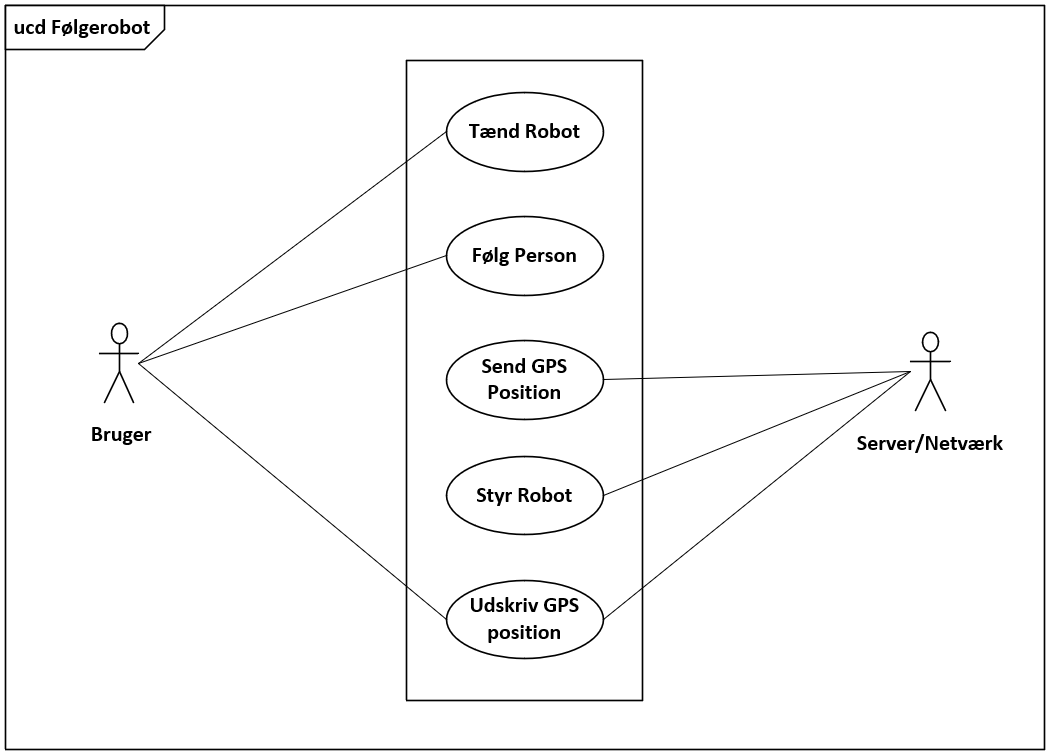 ucd Følgerobot
Tænd Robot
Følg Person
Send GPS
Position
Styr Robot
Udskriv GPS
position
Bruger
Server/Netværk